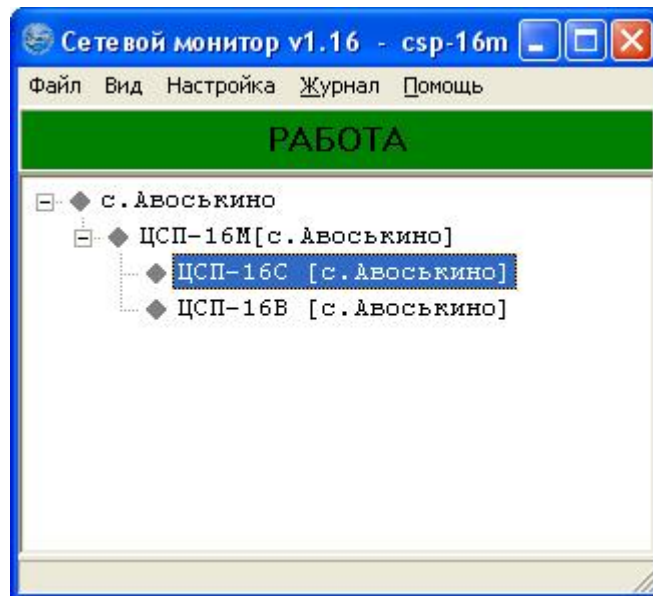 Сетевой монитор v1.16 - csp-16m
Файл Вид Настройка Журнал Помощь
РАБОТА
с.Авоськино
ЦСП-16М[с.Авоськино]
ЦСП-16С [с.Авоськино]
ЦСП-16В [с.Авоськино]